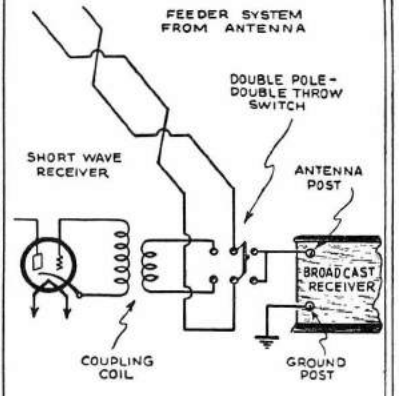 FEEDER SYSTEM
FROM ANTENNA
DOUBLE POLE-
DOUBLE THROW
SWITCH
SHORT WAVE
RECEIVER
ANTENNA
POST
BROADCAST
RECEIVER
COUPLING
COIL
GROUND
POST